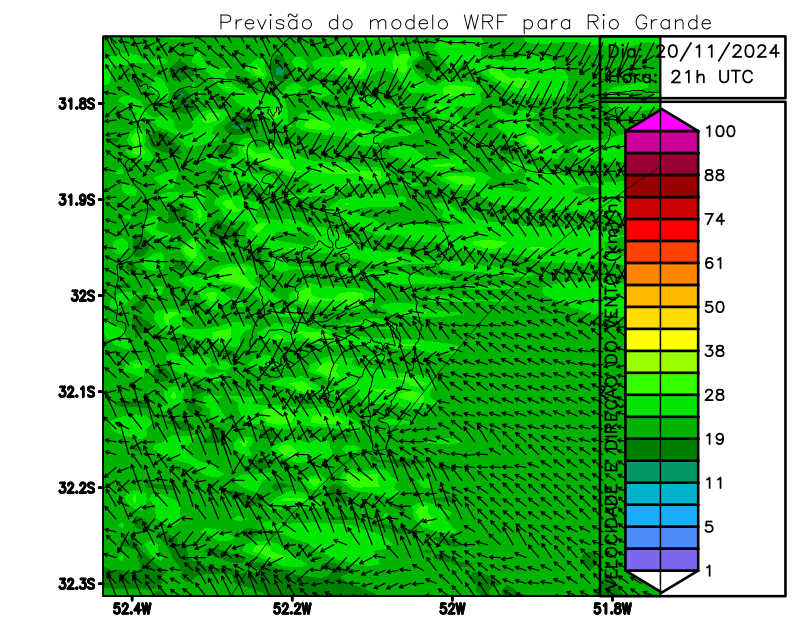 Previsão do modelo WRF para Rio Grande
Dia: 20/11/2024
Hora: 21h UTC
VELOCIDADE E DIREÇÃO DO VENTO (km/h)
100
88
74
61
50
38
28
19
11
5
1
31.8S
31.9S
32S
32.1S
32.2S
32.3S
52.4W 52.2W 52W 51.8W